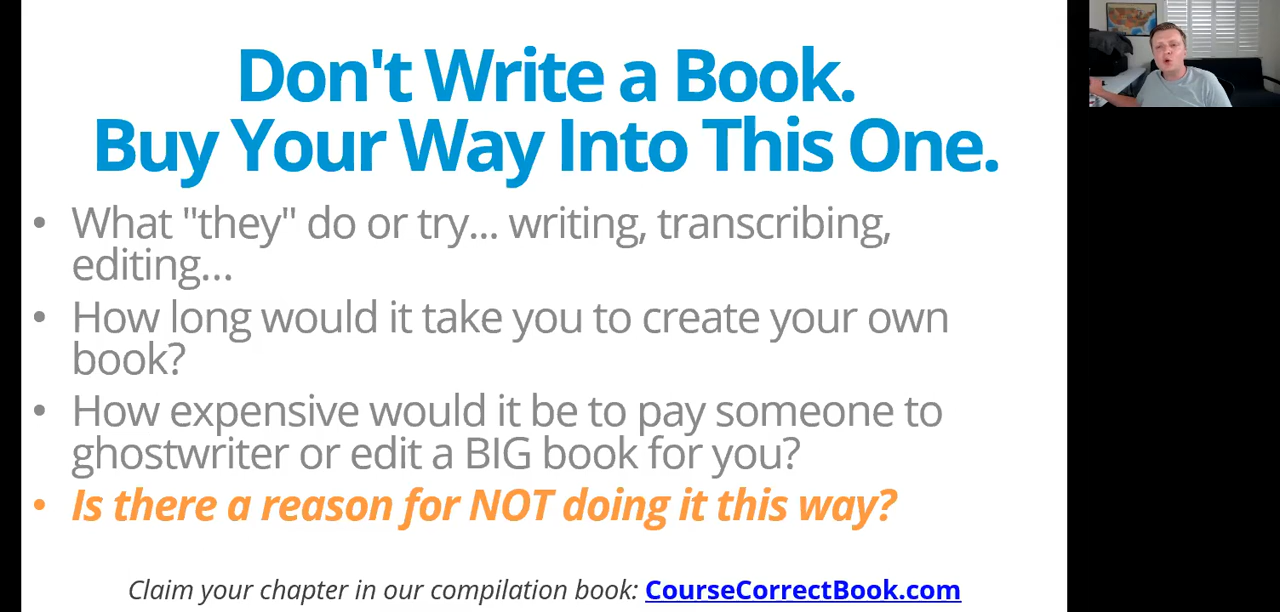 Don't Write a Book.
Buy Your Way Into This One.
• What "they" do or try... writing, transcribing,
editing...
• How long would it take you to create your own
book?
• How expensive would it be to pay someone to
ghostwriter or edit a BIG book for you?
• Is there a reason for NOT doing it this way?
Claim your chapter in our compilation book: CourseCorrectBook.com